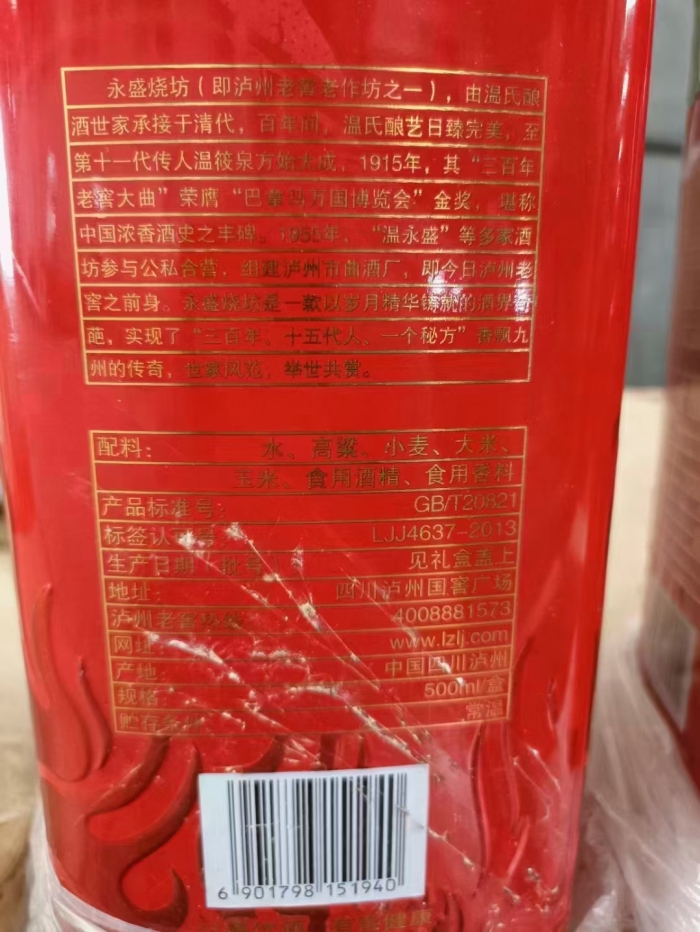 永盛烧坊（即泸州老窖老作坊之一），由温氏酿
酒世家承接于清代，百年间，温氏酿艺日臻完美，至
第十一代传人温筱泉方始大成，1915年，其“三百年
老窖大曲”荣膺“巴拿马万国博览会”金奖，堪称
中国浓香酒史之丰碑。1955年，“温永盛”等多家酒
坊参与公私合营，组建泸州市曲酒厂，即今日泸州老
窖之前身。永盛烧坊是一款以岁月精华铸就的酒界奇
葩，实现了“三百年、十五代人、一个秘方”香飘九
州的传奇，世家风范，举世共赏。
配料： 水、高粱、小麦、大米、
玉米、食用酒精、食用香料
产品标准号： GB/T20821
标签认可号： LJJ4637-2013
生产日期（批号） 见礼盒盖上
地址： 四川泸州国窖广场
泸州老窖热线： 4008881573
网址： www.lzlj.com
产地： 中国四川泸州
规格： 500ml/盒
贮存条件： 常温
6 901798 151940